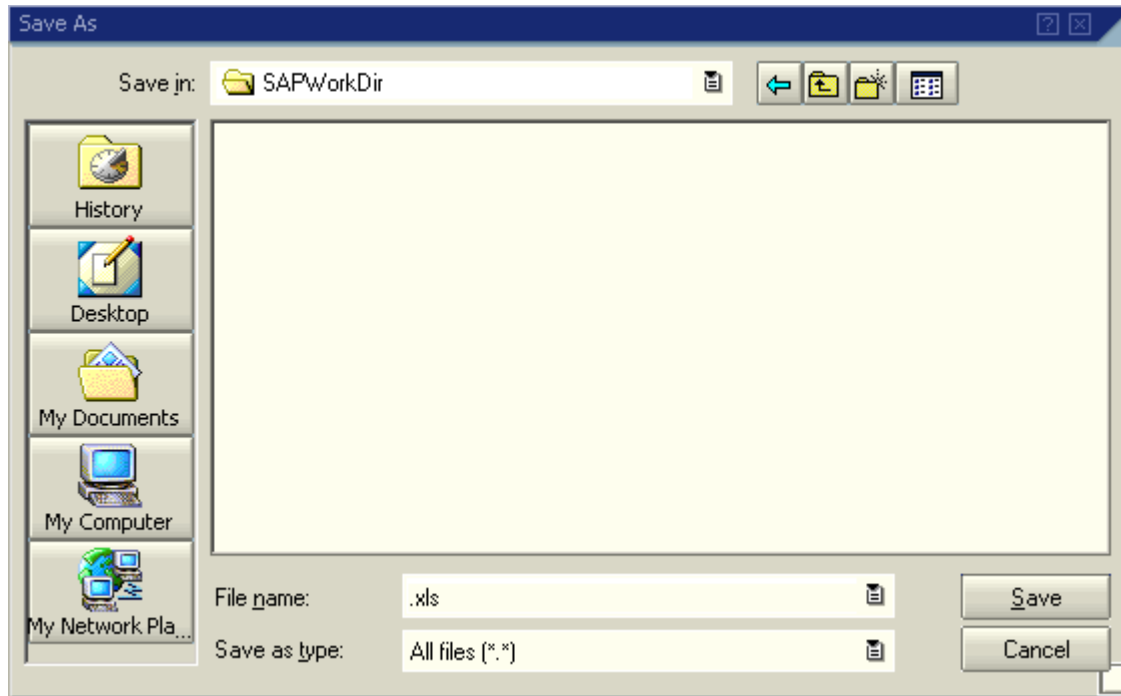 Save As
Save in:
SAPWorkDir
History
Desktop
My Documents
My Computer
My Network Pla...
File name:
.xls
Save
Save as type:
All files (*.*)
Cancel